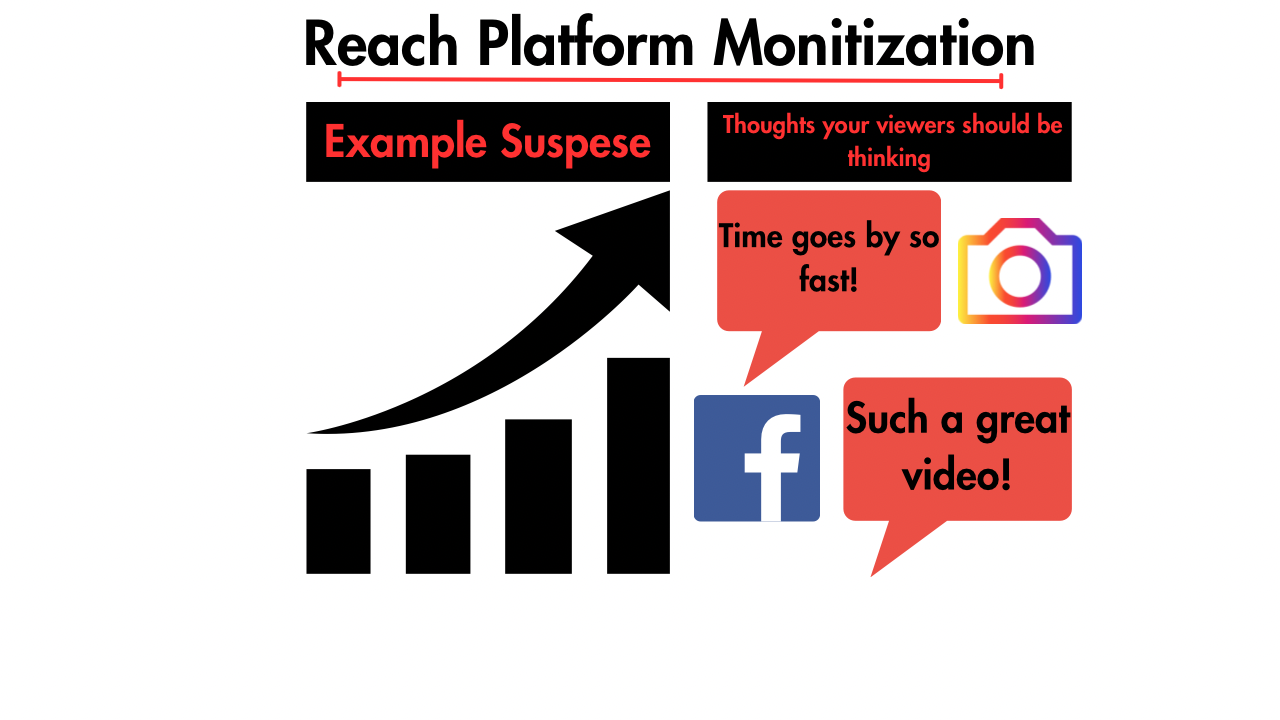 Reach Platform Monitization
Example Suspese
Thoughts your viewers should be
thinking
Time goes by so
fast!
Such a great
video!